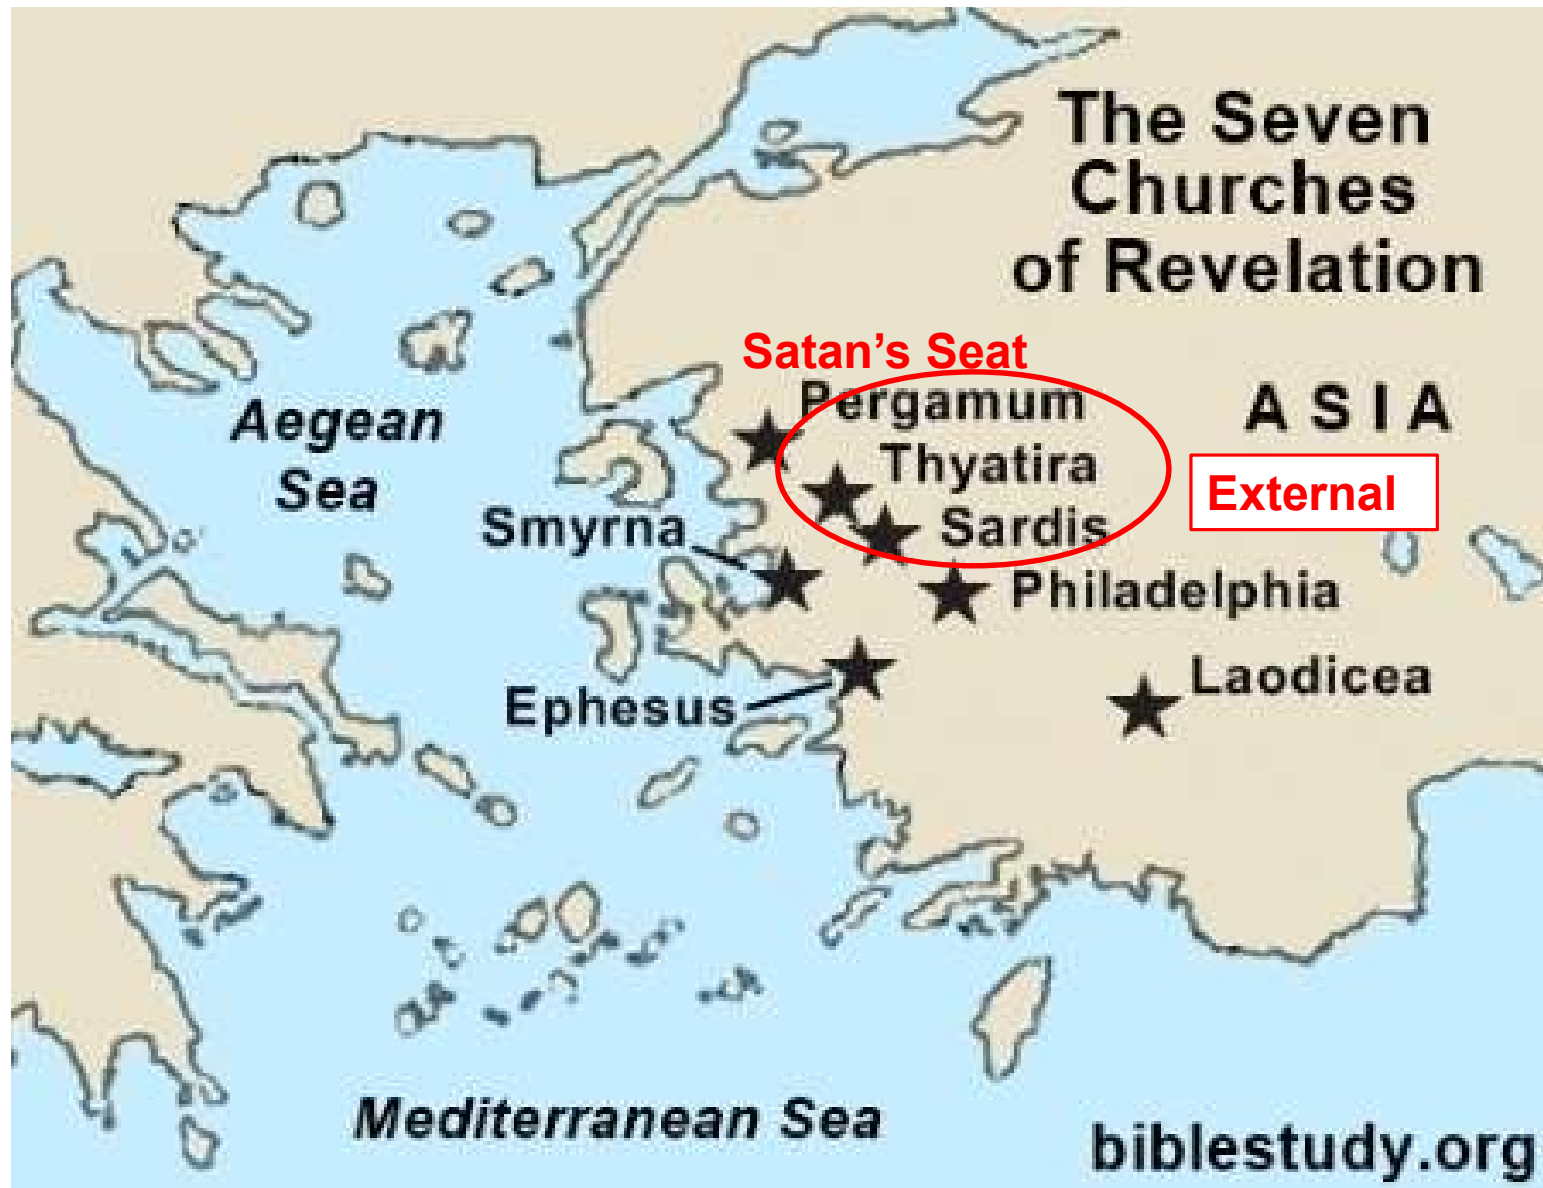 The Seven
Churches
of Revelation
Satan’s Seat
Pergamum
ASIA
Aegean
Sea
Thyatira
External
Smyrna
Sardis
Philadelphia
Ephesus
Laodicea
Mediterranean Sea
biblestudy.org